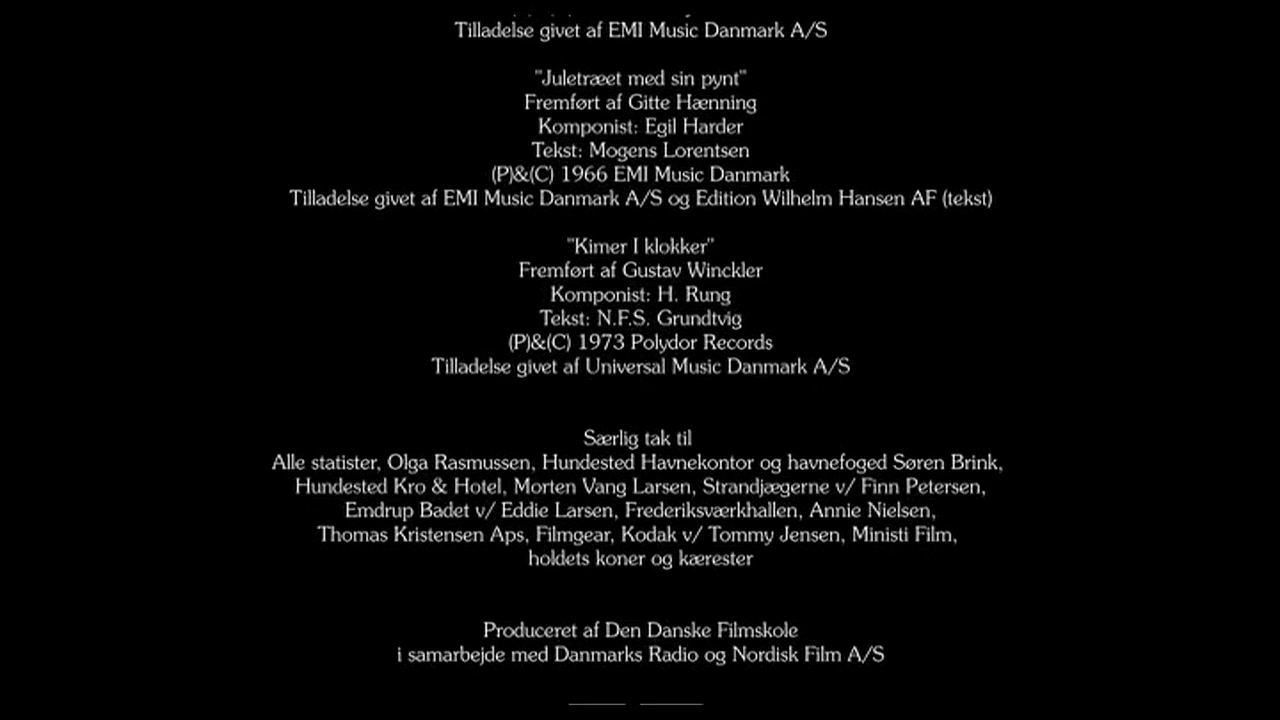 Tilladelse givet af EMI Music Danmark A/S
"Juletræet med sin pynt"
Fremført af Gitte Hænning
Komponist: Egil Harder
Tekst: Mogens Lorentsen
(P)&(C) 1966 EMI Music Danmark
Tilladelse givet af EMI Music Danmark A/S og Edition Wilhelm Hansen AF (tekst)
"Kimer I klokker"
Fremført af Gustav Winckler
Komponist: H. Rung
Tekst: N.F.S. Grundtvig
(P)&(C) 1973 Polydor Records
Tilladelse givet af Universal Music Danmark A/S
Særlig tak til
Alle statister, Olga Rasmussen, Hundested Havnekontor og havnefoged Søren Brink,
Hundested Kro & Hotel, Morten Vang Larsen, Strandjægerne v/ Finn Petersen,
Emdrup Badet v/ Eddie Larsen, Frederiksværkhallen, Annie Nielsen,
Thomas Kristensen Aps, Filmgear, Kodak v/ Tommy Jensen, Ministi Film,
holdets koner og kærester
Produceret af Den Danske Filmskole
i samarbejde med Danmarks Radio og Nordisk Film A/S